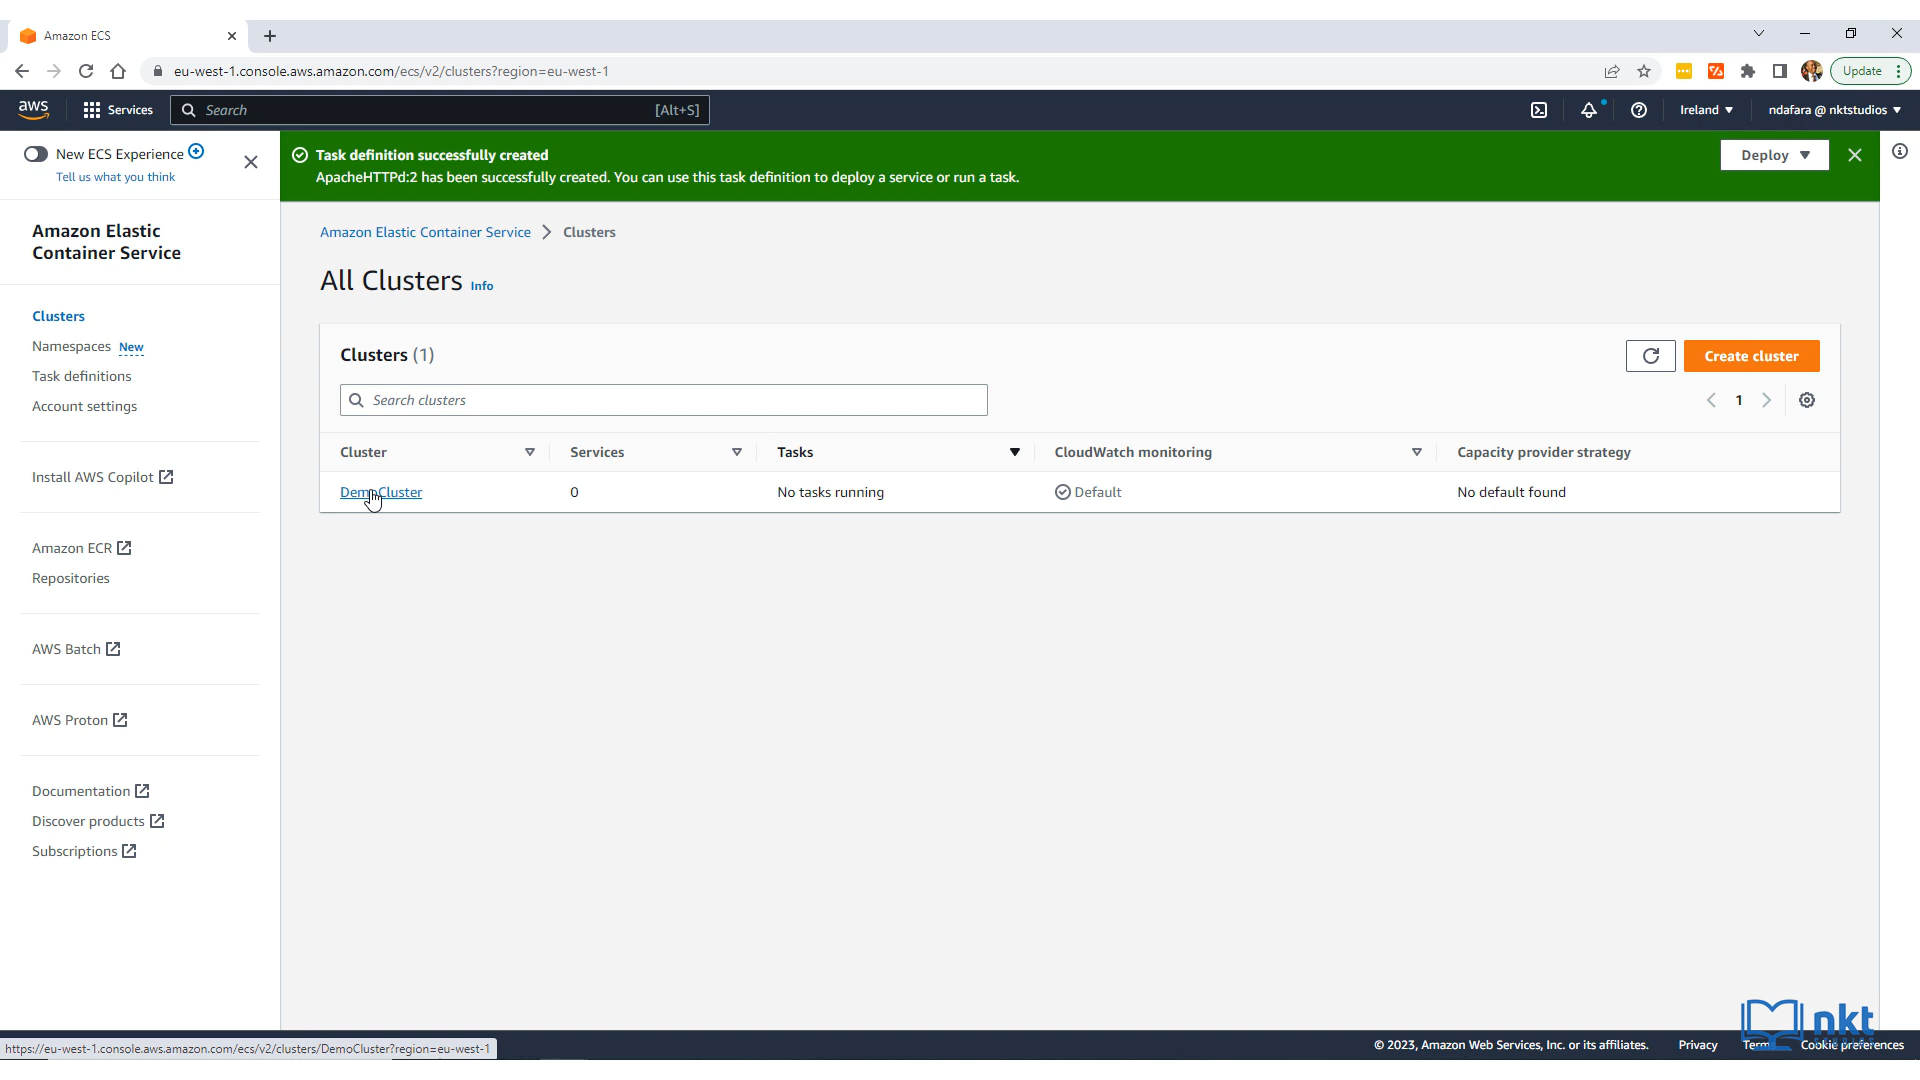 Amazon ECS
eu-west-1.console.aws.amazon.com/ecs/v2/clusters?region=eu-west-1
Update
aws
Services
Search
[Alt+S]
Ireland
ndafara @ nktstudios
New ECS Experience
Tell us what you think
Task definition successfully created
ApacheHTTPd:2 has been successfully created. You can use this task definition to deploy a service or run a task.
Deploy
Amazon Elastic
Container Service
Clusters
Namespaces New
Task definitions
Account settings
Install AWS Copilot
Amazon ECR
Repositories
AWS Batch
AWS Proton
Documentation
Discover products
Subscriptions
Amazon Elastic Container Service > Clusters
All Clusters Info
Clusters (1)
Create cluster
Search clusters
1
Cluster Services Tasks CloudWatch monitoring Capacity provider strategy
DemoCluster 0 No tasks running Default No default found
https://eu-west-1.console.aws.amazon.com/ecs/v2/clusters/DemoCluster?region=eu-west-1
© 2023, Amazon Web Services, Inc. or its affiliates. Privacy Terms Cookie preferences
nkt
STUDIOS